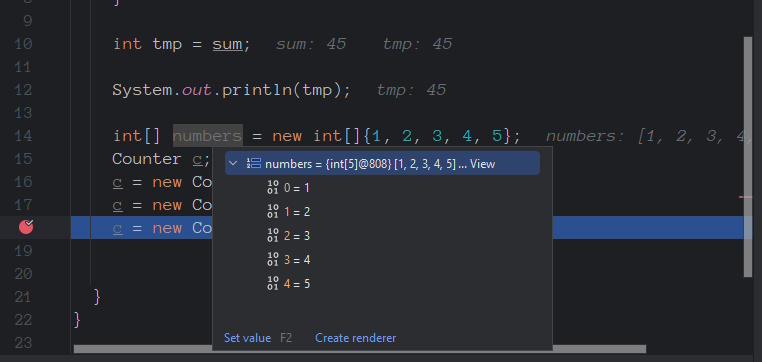 8 }
9
10 int tmp = sum; sum: 45 tmp: 45
11
12 System.out.println(tmp); tmp: 45
13
14 int[] numbers = new int[]{1, 2, 3, 4, 5}; numbers: [1, 2, 3, 4,
15 Counter c;
numbers = {int[5]@808} [1, 2, 3, 4, 5] ... View
16 c = new Co
0 = 1
17 c = new Co
1 = 2
c = new Co
2 = 3
19
3 = 4
20
4 = 5
21 }
22 }
Set value F2 Create renderer
23